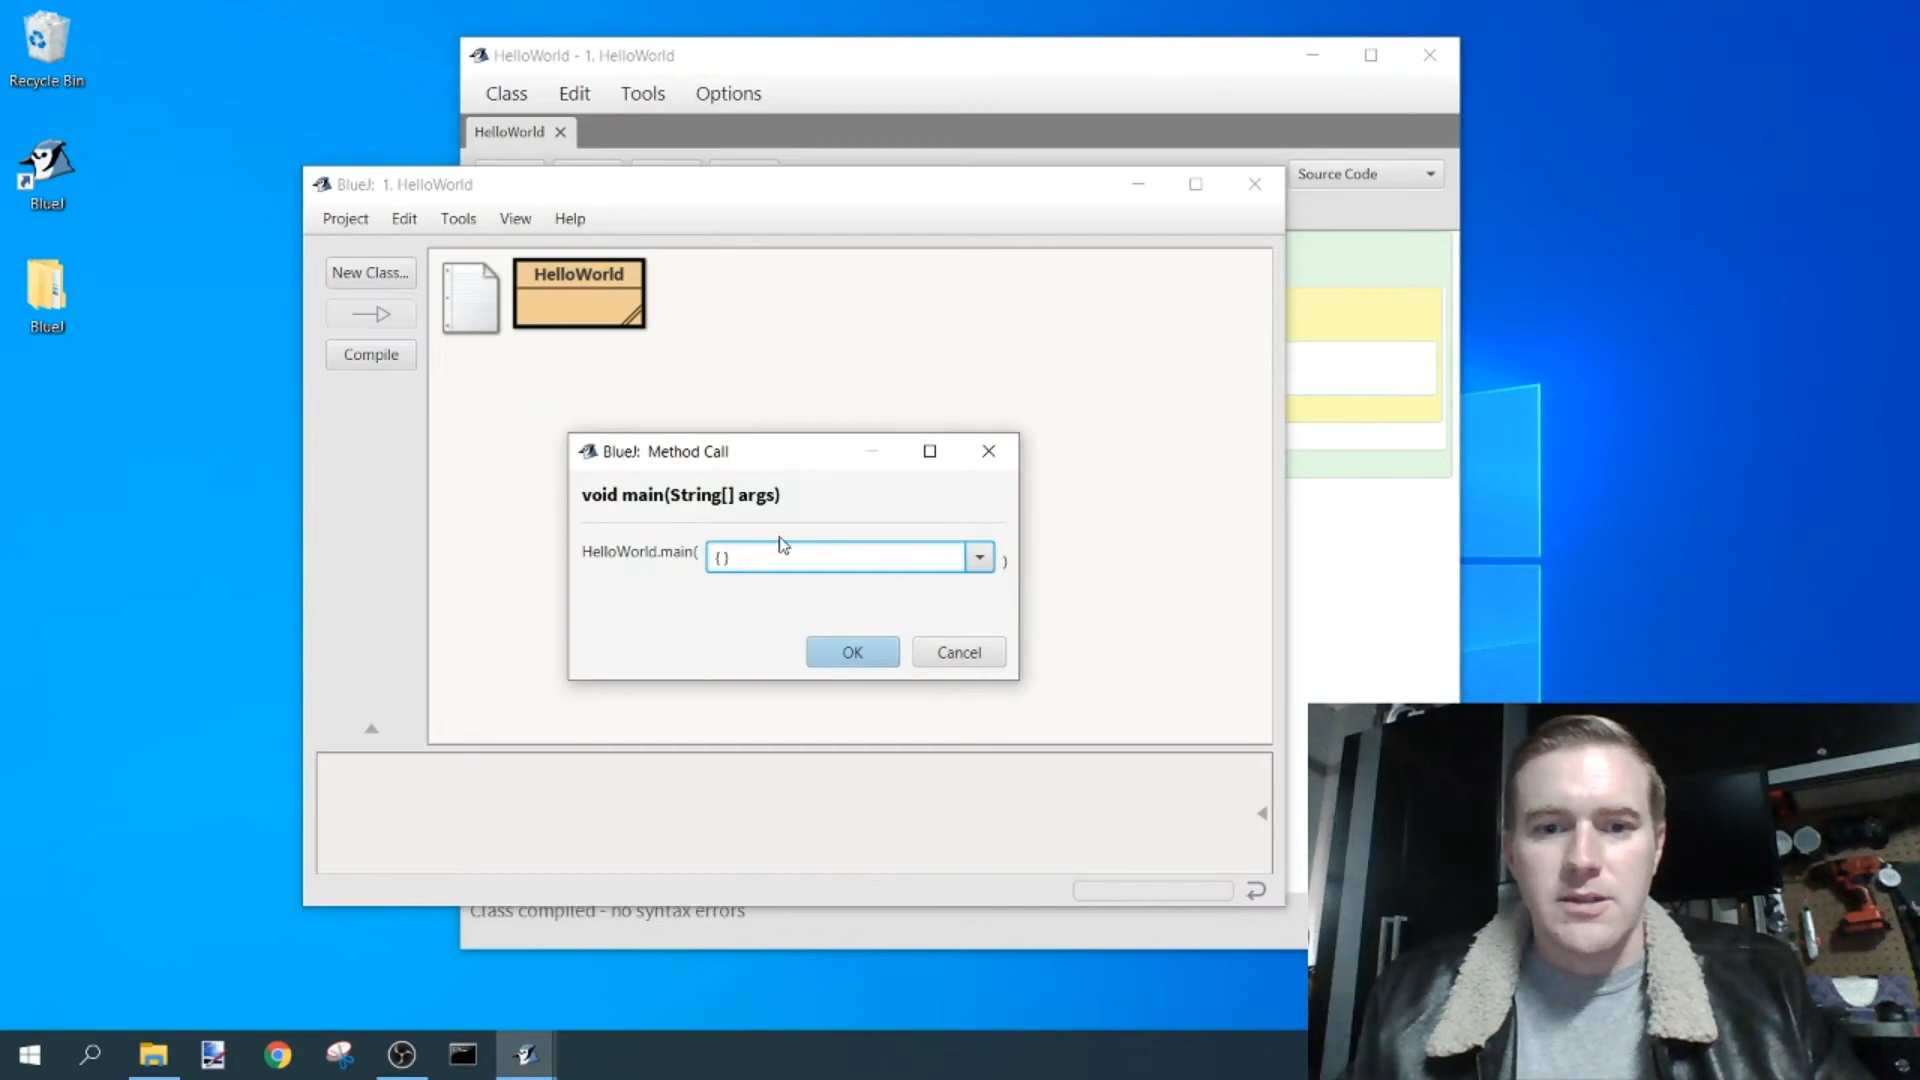 Recycle Bin
BlueJ
BlueJ
HelloWorld - 1. HelloWorld
Class Edit Tools Options
HelloWorld
Source Code
BlueJ: 1. HelloWorld
Project Edit Tools View Help
New Class...
HelloWorld
Compile
BlueJ: Method Call
void main(String[] args)
HelloWorld.main( {} )
OK Cancel
Class compiled - no syntax errors